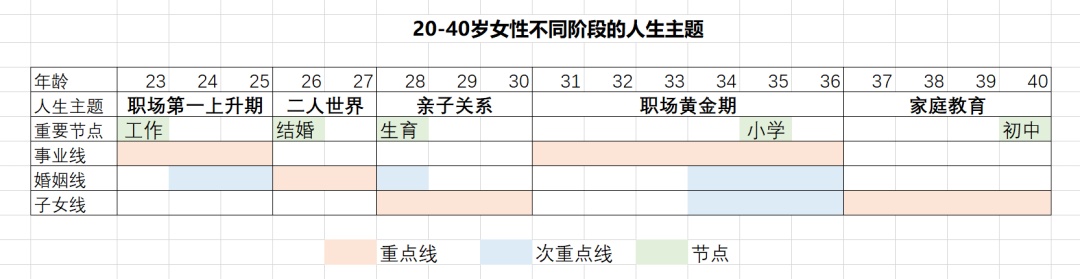 20-40岁女性不同阶段的人生主题
年龄 23 24 25 26 27 28 29 30 31 32 33 34 35 36 37 38 39 40
人生主题 职场第一上升期 二人世界 亲子关系 职场黄金期 家庭教育
重要节点 工作 结婚 生育 小学 初中
事业线
婚姻线
子女线
重点线 次重点线 节点